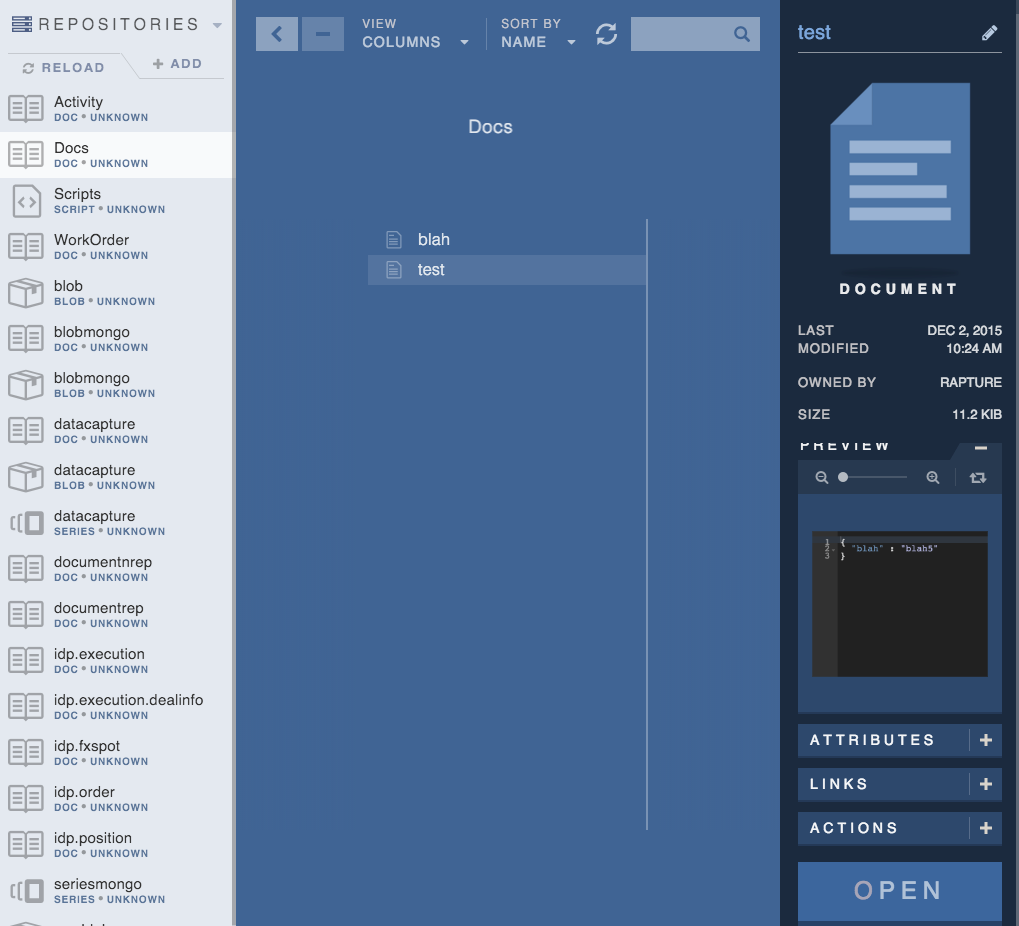 REPOSITORIES
RELOAD
+ ADD
Activity
DOC • UNKNOWN
Docs
DOC • UNKNOWN
Scripts
SCRIPT • UNKNOWN
WorkOrder
DOC • UNKNOWN
blob
BLOB • UNKNOWN
blobmongo
DOC • UNKNOWN
blobmongo
BLOB • UNKNOWN
datacapture
DOC • UNKNOWN
datacapture
BLOB • UNKNOWN
datacapture
SERIES • UNKNOWN
documentnrep
DOC • UNKNOWN
documentrep
DOC • UNKNOWN
idp.execution
DOC • UNKNOWN
idp.execution.dealinfo
DOC • UNKNOWN
idp.fxspot
DOC • UNKNOWN
idp.order
DOC • UNKNOWN
idp.position
DOC • UNKNOWN
seriesmongo
SERIES • UNKNOWN
VIEW
COLUMNS
SORT BY
NAME
Docs
blah
test
test
DOCUMENT
LAST MODIFIED DEC 2, 2015 10:24 AM
OWNED BY RAPTURE
SIZE 11.2 KIB
PREVIEW
1 {
2 "blah" : "blah5"
3 }
ATTRIBUTES +
LINKS +
ACTIONS +
OPEN